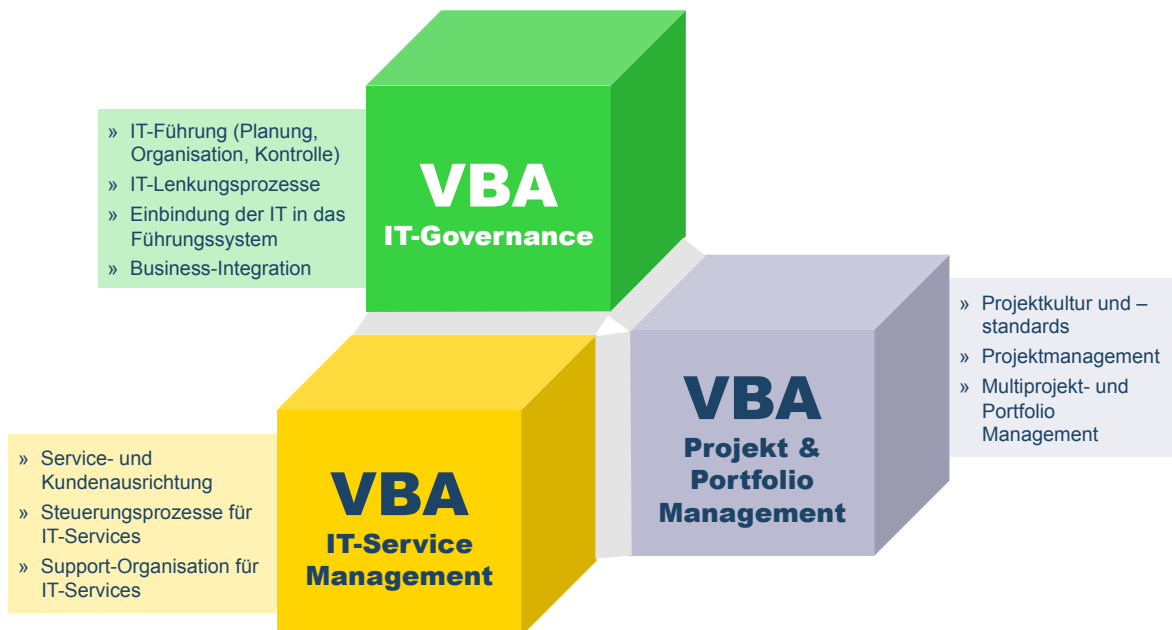 » IT-Führung (Planung,
Organisation, Kontrolle)
» IT-Lenkungsprozesse
» Einbindung der IT in das
Führungssystem
» Business-Integration
VBA
IT-Governance
» Projektkultur und –
standards
» Projektmanagement
» Multiprojekt- und
Portfolio
Management
VBA
Projekt &
Portfolio
Management
» Service- und
Kundenausrichtung
» Steuerungsprozesse für
IT-Services
» Support-Organisation für
IT-Services
VBA
IT-Service
Management